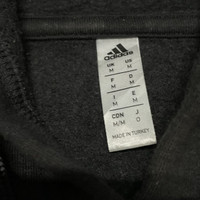 adidas
UK US
M M
F D
M M
I E
M M
CDN J
M/M O
MADE IN TURKEY